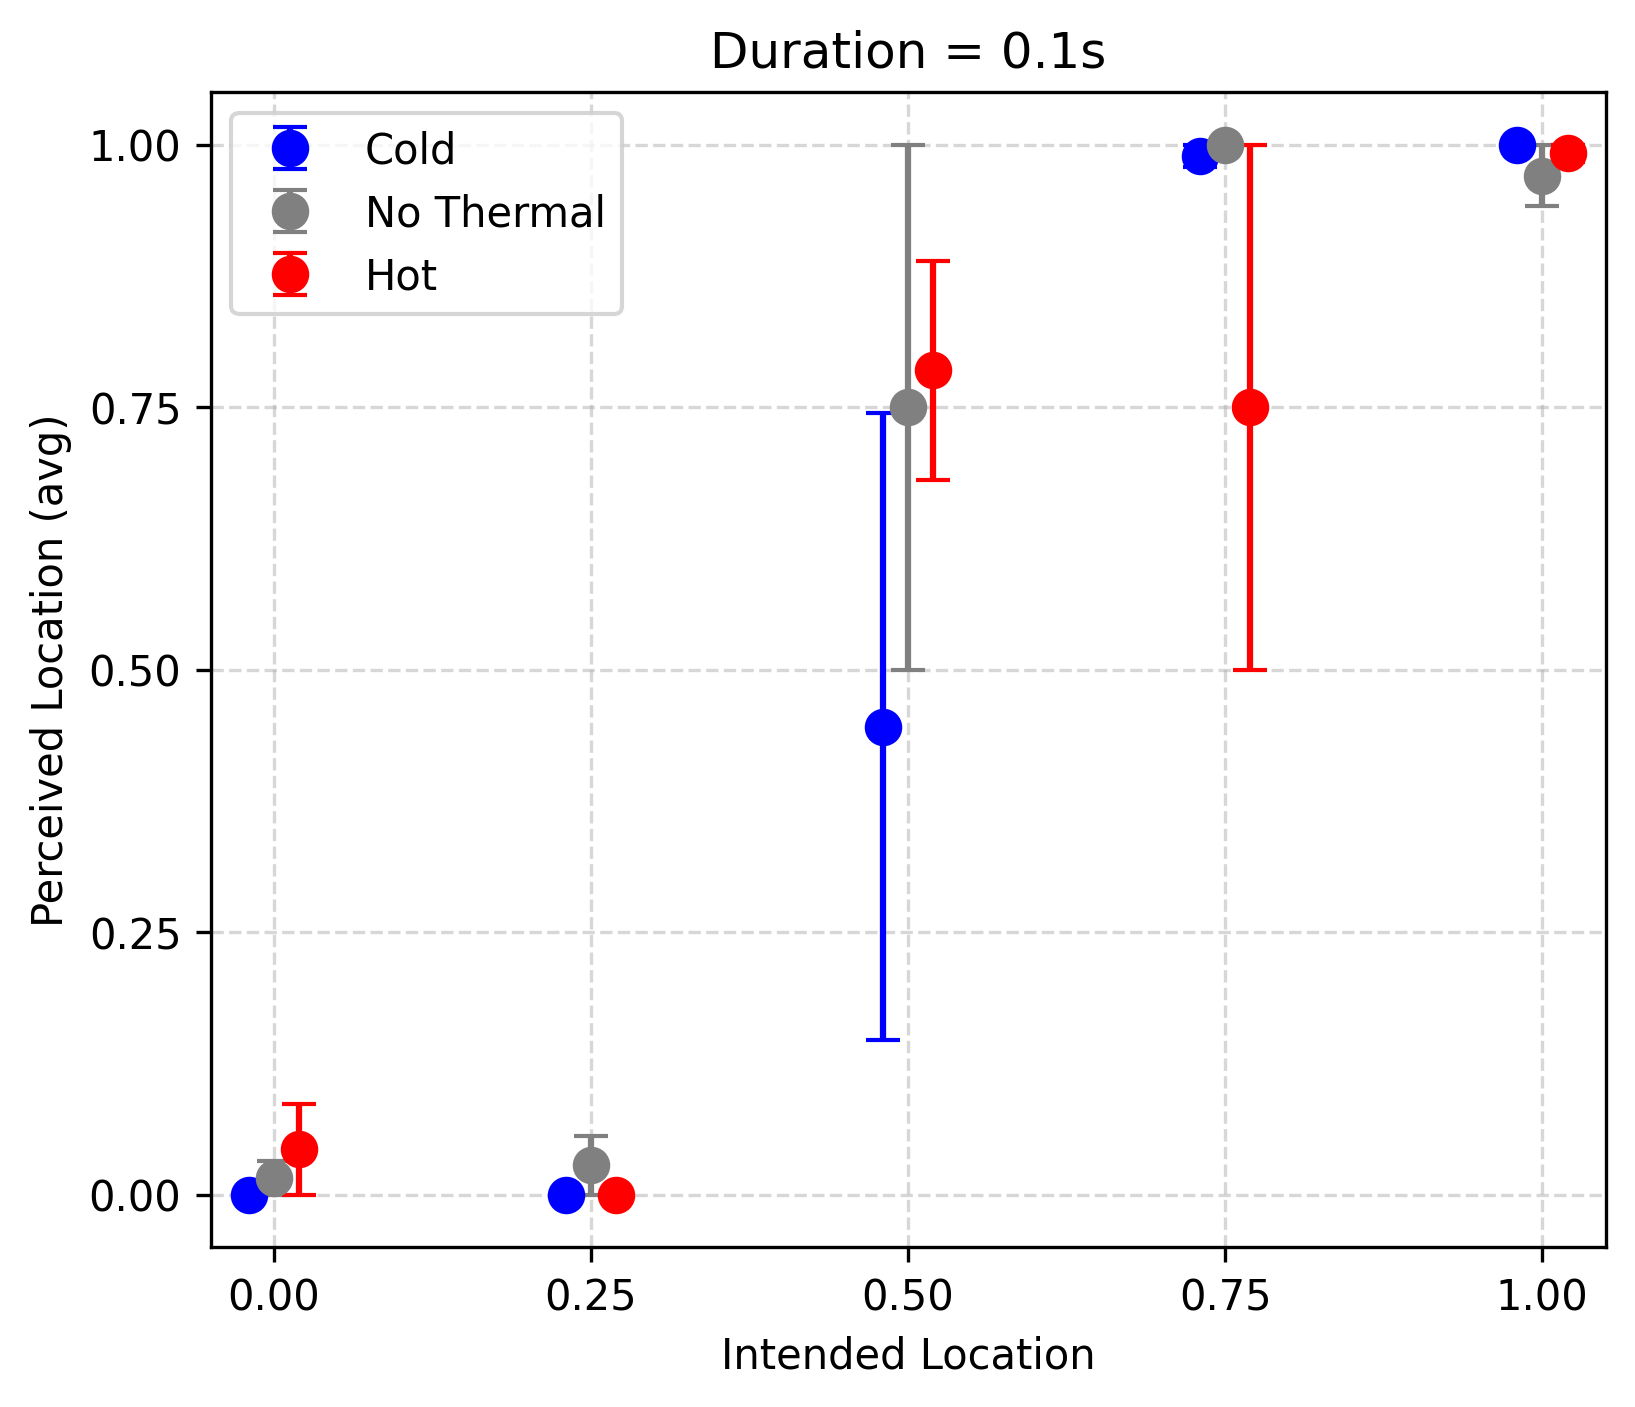 Duration = 0.1s
Cold
No Thermal
Hot
1.00
0.75
0.50
0.25
0.00
Perceived Location (avg)
0.00 0.25 0.50 0.75 1.00
Intended Location